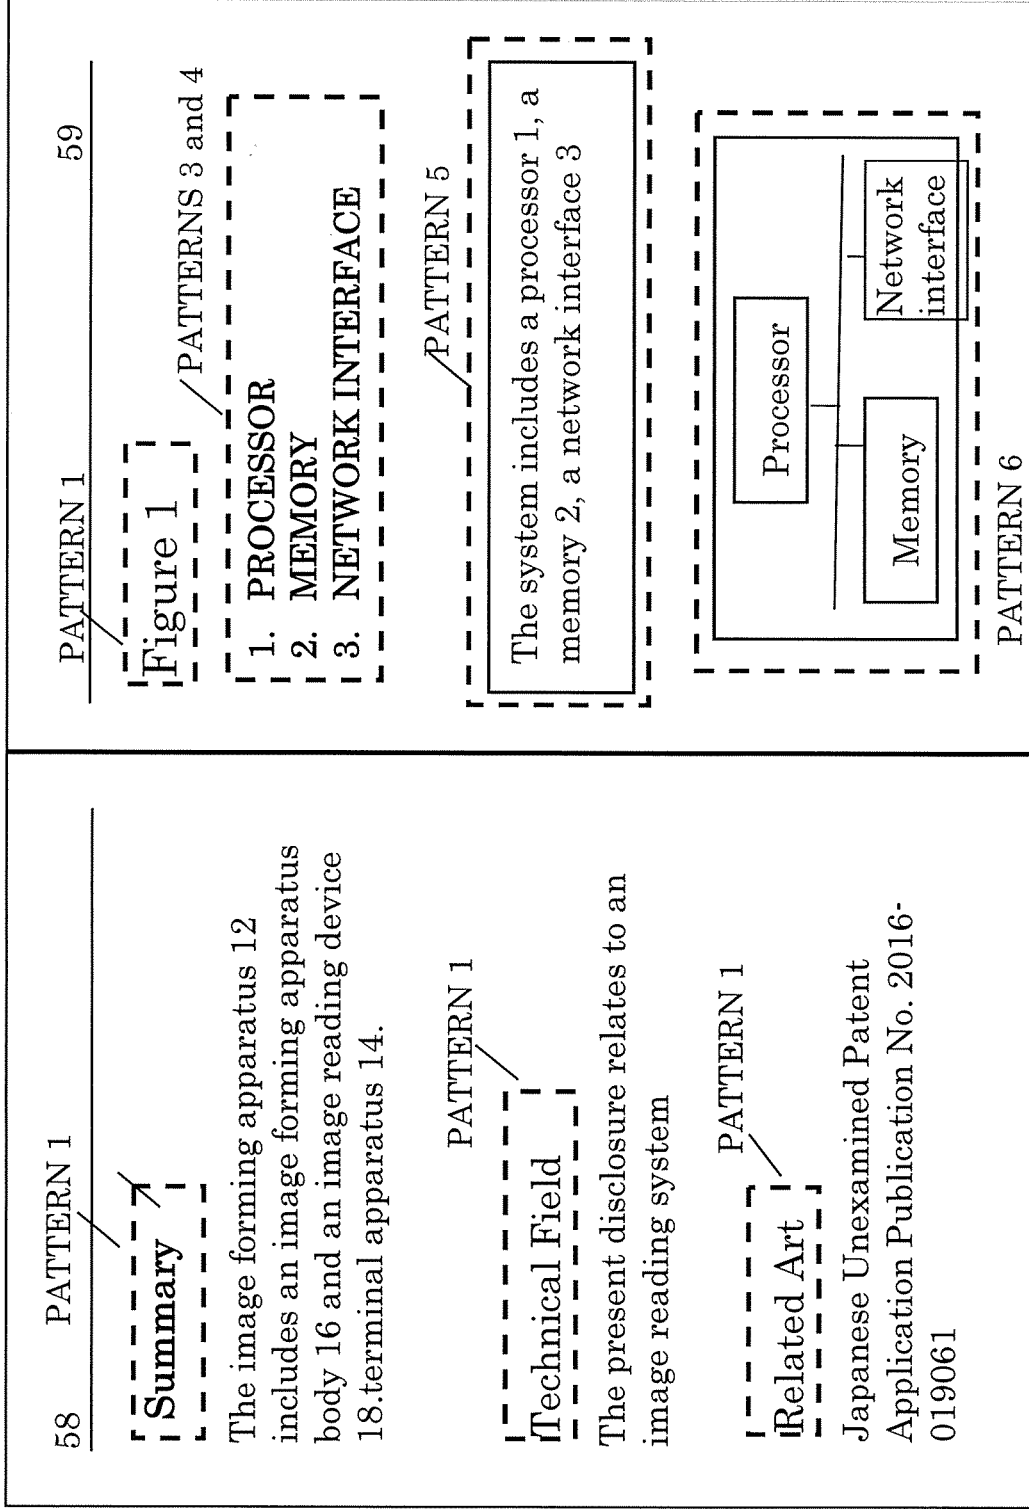 58
PATTERN 1
Summary
The image forming apparatus 12
includes an image forming apparatus
body 16 and an image reading device
18.terminal apparatus 14.
PATTERN 1
Technical Field
The present disclosure relates to an
image reading system
PATTERN 1
Related Art
Japanese Unexamined Patent
Application Publication No. 2016-
019061
PATTERN 1
59
Figure 1
PATTERNS 3 and 4
1. PROCESSOR
2. MEMORY
3. NETWORK INTERFACE
PATTERN 5
The system includes a processor 1, a
memory 2, a network interface 3
Processor
Memory
Network
interface
PATTERN 6